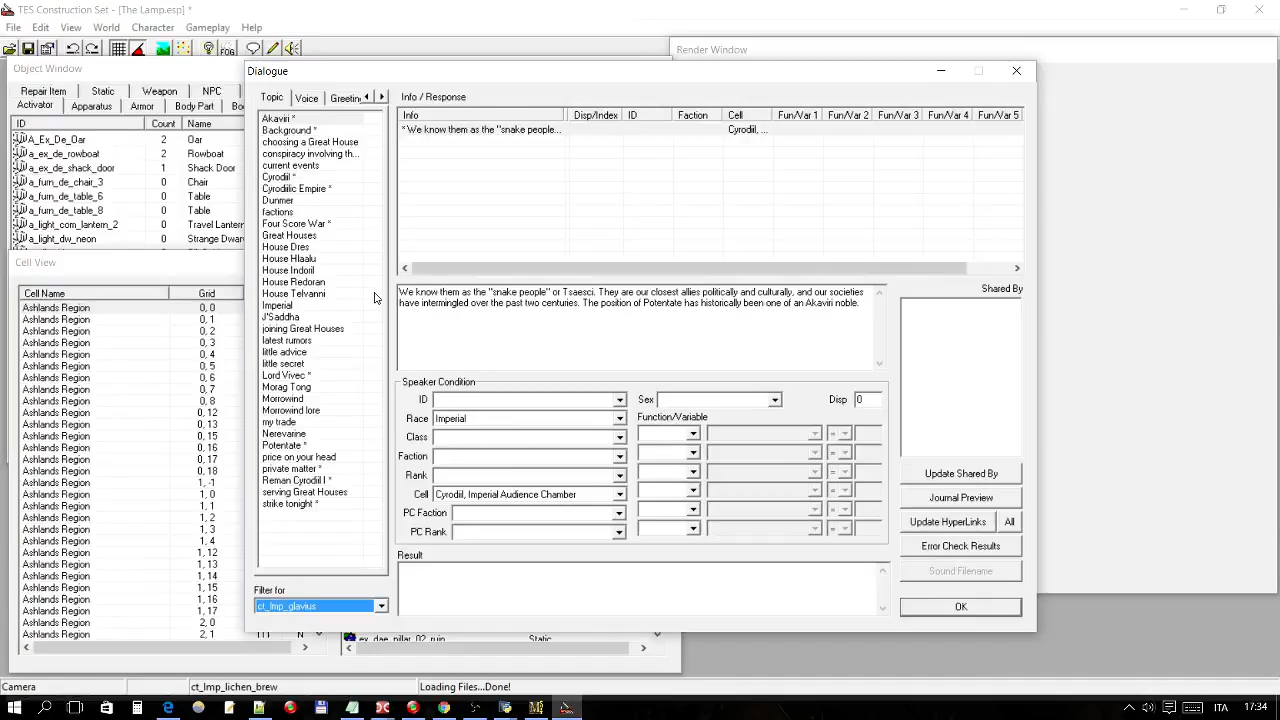 TES Construction Set - [The Lamp.esp] *
File Edit View World Character Gameplay Help
Render Window
Object Window
Repair Item Static Weapon NPC
Activator Apparatus Armor Body Part
ID Count Name
A_Ex_De_Oar 2 Oar
a_ex_de_rowboat 2 Rowboat
a_ex_de_shack_door 1 Shack Door
a_furn_de_chair_3 0 Chair
a_furn_de_table_6 0 Table
a_furn_de_table_8 0 Table
a_light_com_lantern_2 0 Travel Lantern
a_light_dw_neon 0 Strange Dwarv
Cell View
Cell Name Grid
Ashlands Region 0, 0
Ashlands Region 0, 1
Ashlands Region 0, 2
Ashlands Region 0, 3
Ashlands Region 0, 4
Ashlands Region 0, 5
Ashlands Region 0, 6
Ashlands Region 0, 7
Ashlands Region 0, 8
Ashlands Region 0, 12
Ashlands Region 0, 13
Ashlands Region 0, 15
Ashlands Region 0, 16
Ashlands Region 0, 17
Ashlands Region 0, 18
Ashlands Region 1, -1
Ashlands Region 1, 0
Ashlands Region 1, 1
Ashlands Region 1, 2
Ashlands Region 1, 3
Ashlands Region 1, 4
Ashlands Region 1, 12
Ashlands Region 1, 13
Ashlands Region 1, 14
Ashlands Region 1, 15
Ashlands Region 1, 16
Ashlands Region 1, 17
Ashlands Region 2, 0
Ashlands Region 2, 1
ex_dae_pillar_02_ruin Static
Dialogue
Topic Voice Greeting
Akaviri *
Background *
choosing a Great House
conspiracy involving th...
current events
Cyrodiil *
Cyrodiilic Empire *
Dunmer
factions
Four Score War *
Great Houses
House Dres
House Hlaalu
House Indoril
House Redoran
House Telvanni
Imperial
J'Saddha
joining Great Houses
latest rumors
little advice
little secret
Lord Vivec *
Morag Tong
Morrowind
Morrowind lore
my trade
Nerevarine
Potentate *
price on your head
private matter *
Reman Cyrodiil I *
serving Great Houses
strike tonight *
Filter for
ct_lmp_glavius
Info / Response
Info Disp/Index ID Faction Cell Fun/Var 1 Fun/Var 2 Fun/Var 3 Fun/Var 4 Fun/Var 5
* We know them as the "snake people... Cyrodiil, ...
We know them as the "snake people" or Tsaesci. They are our closest allies politically and culturally, and our societies
have intermingled over the past two centuries. The position of Potentate has historically been one of an Akaviri noble.
Shared By
Speaker Condition
ID Sex Disp 0
Race Imperial Function/Variable
Class
Faction
Rank
Cell Cyrodiil, Imperial Audience Chamber
PC Faction
PC Rank
= = = = = =
Update Shared By
Journal Preview
Update HyperLinks All
Error Check Results
Sound Filename
Result
OK
Camera ct_lmp_lichen_brew Loading Files...Done!
ITA 17:34